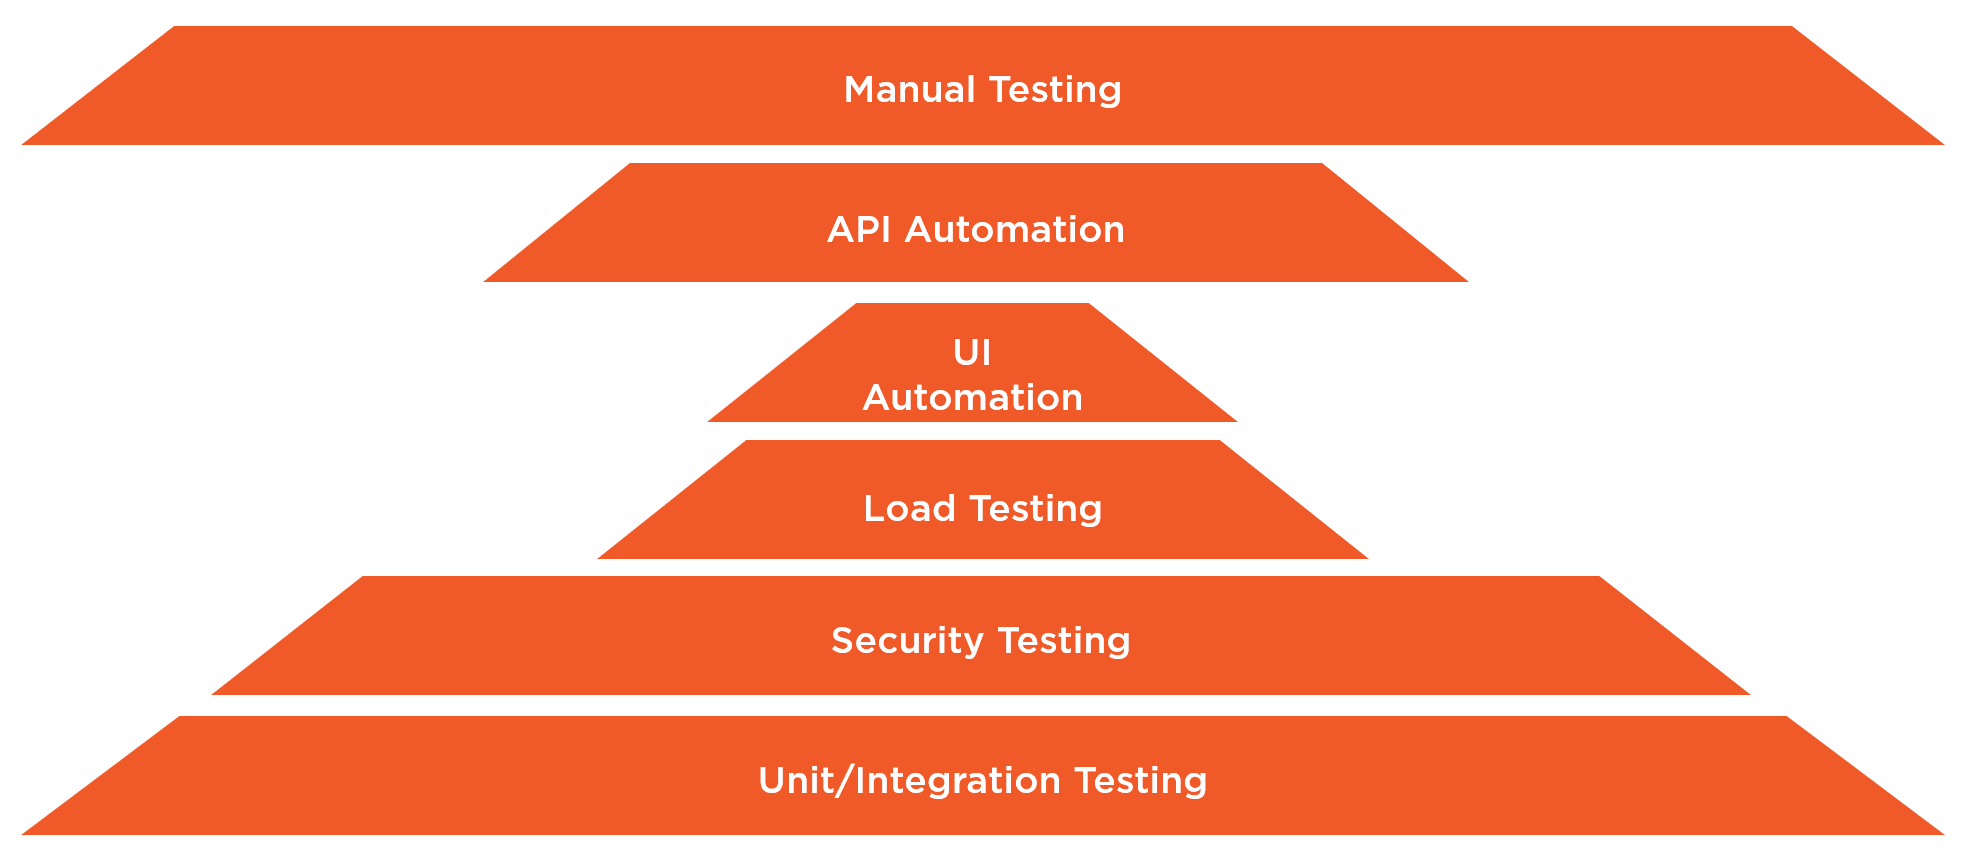 Manual Testing
API Automation
UI
Automation
Load Testing
Security Testing
Unit/Integration Testing